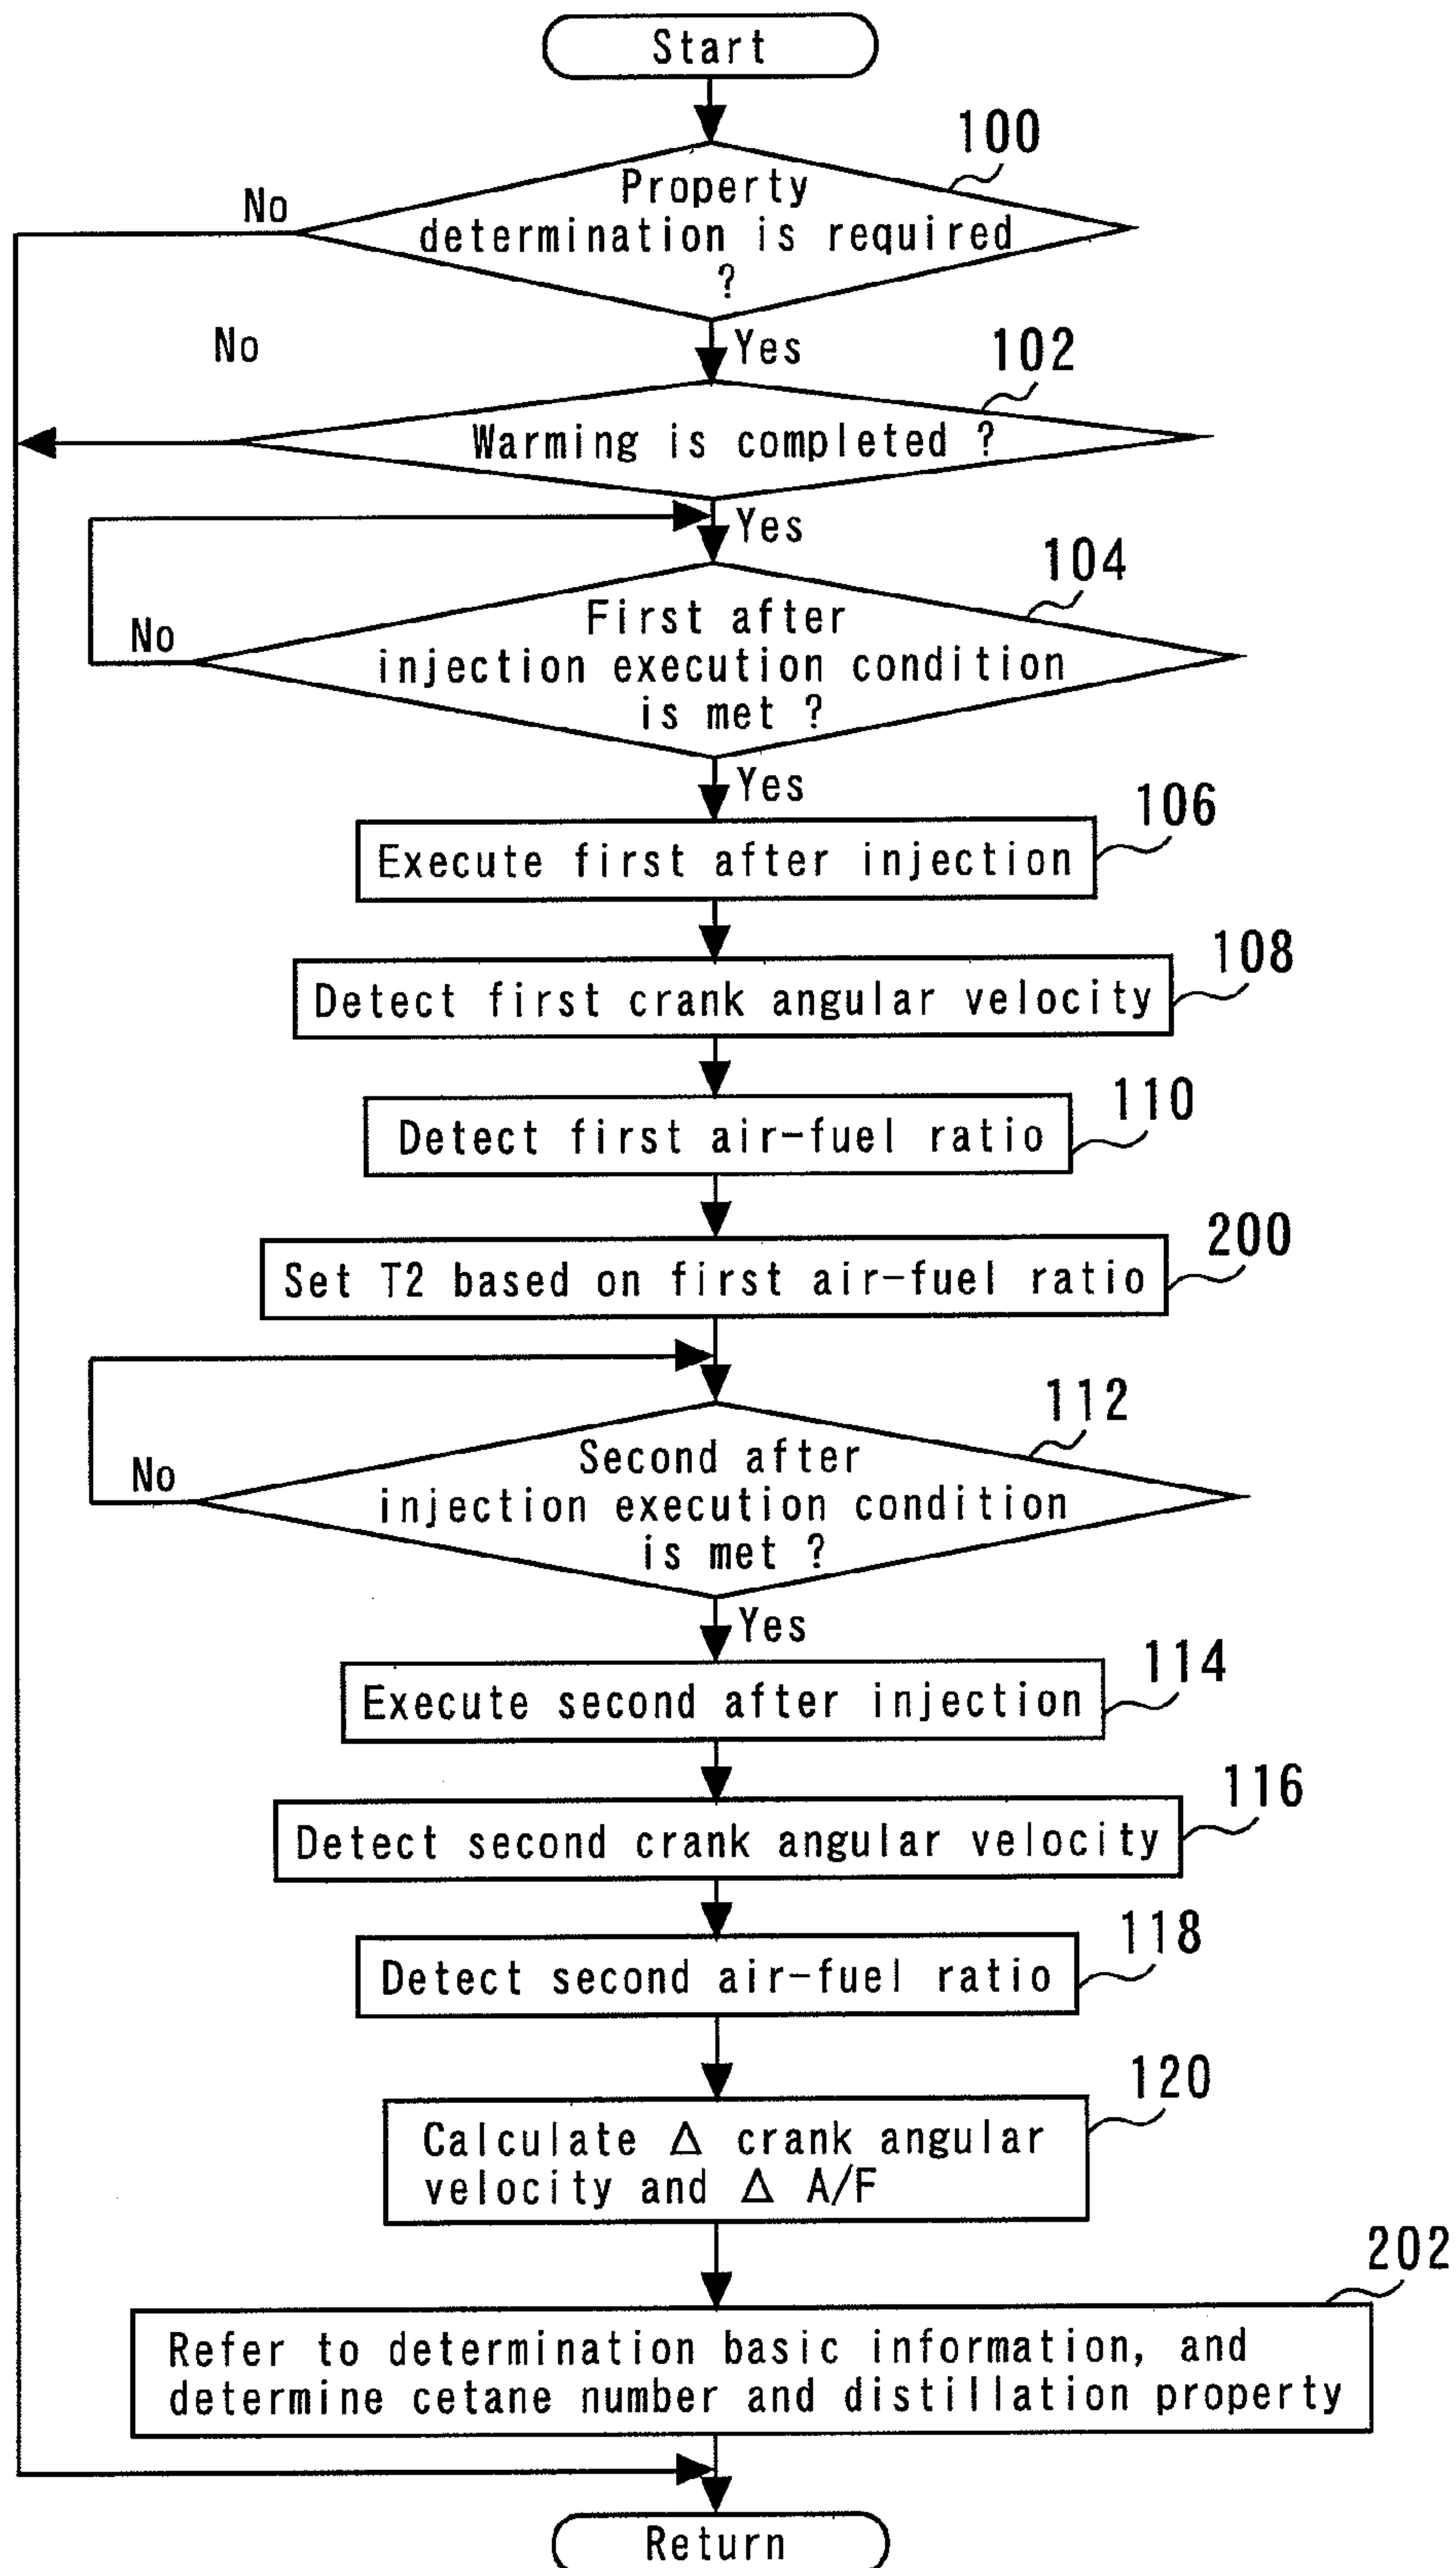 Start
100
Property
determination is required
?
No
No
Yes
102
Warming is completed ?
Yes
104
First after
injection execution condition
is met ?
No
Yes
106
Execute first after injection
108
Detect first crank angular velocity
110
Detect first air-fuel ratio
200
Set T2 based on first air-fuel ratio
112
Second after
injection execution condition
is met ?
No
Yes
114
Execute second after injection
116
Detect second crank angular velocity
118
Detect second air-fuel ratio
120
Calculate Δ crank angular
velocity and Δ A/F
202
Refer to determination basic information, and
determine cetane number and distillation property
Return